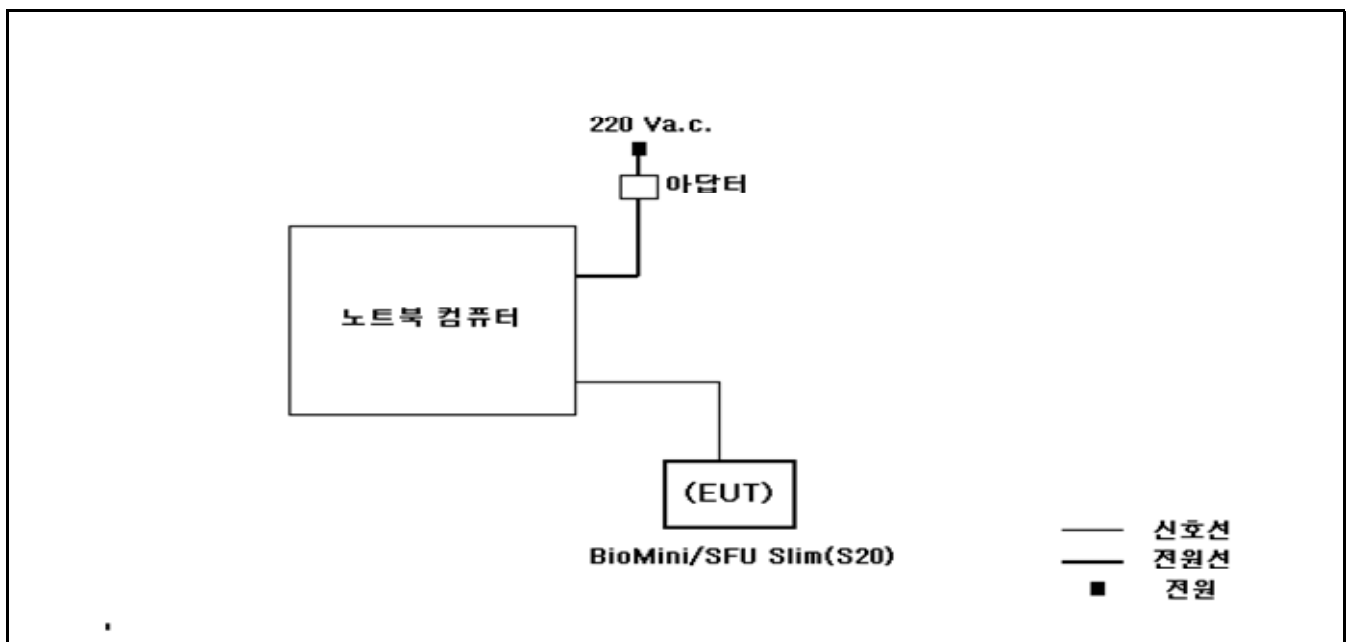 220 Va.c.
아답터
노트북 컴퓨터
(EUT)
BioMini/SFU Slim(S20)
신호선
전원선
전원